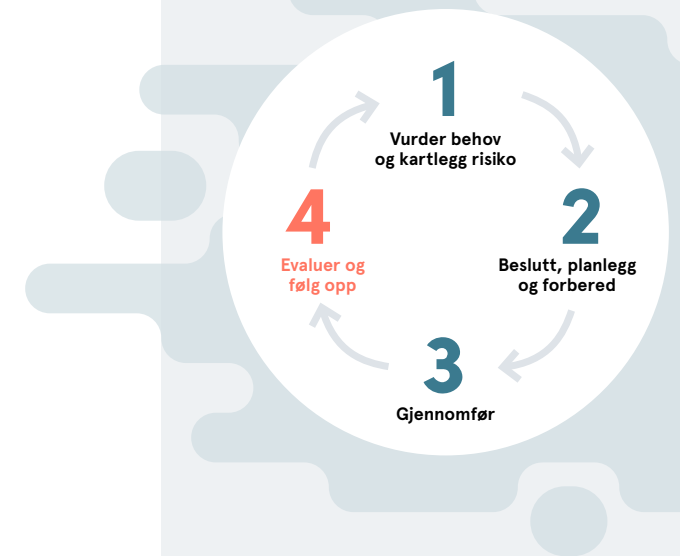 1
Vurder behov
og kartlegg risiko
2
Beslutt, planlegg
og forbered
3
Gjennomfør
4
Evaluer og
følg opp